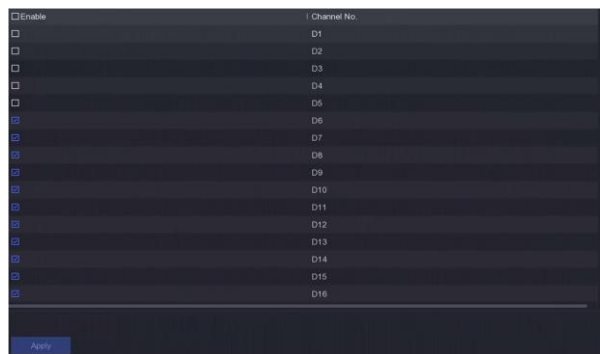 Enable | Channel No.
D1
D2
D3
D4
D5
D6
D7
D8
D9
D10
D11
D12
D13
D14
D15
D16
Apply